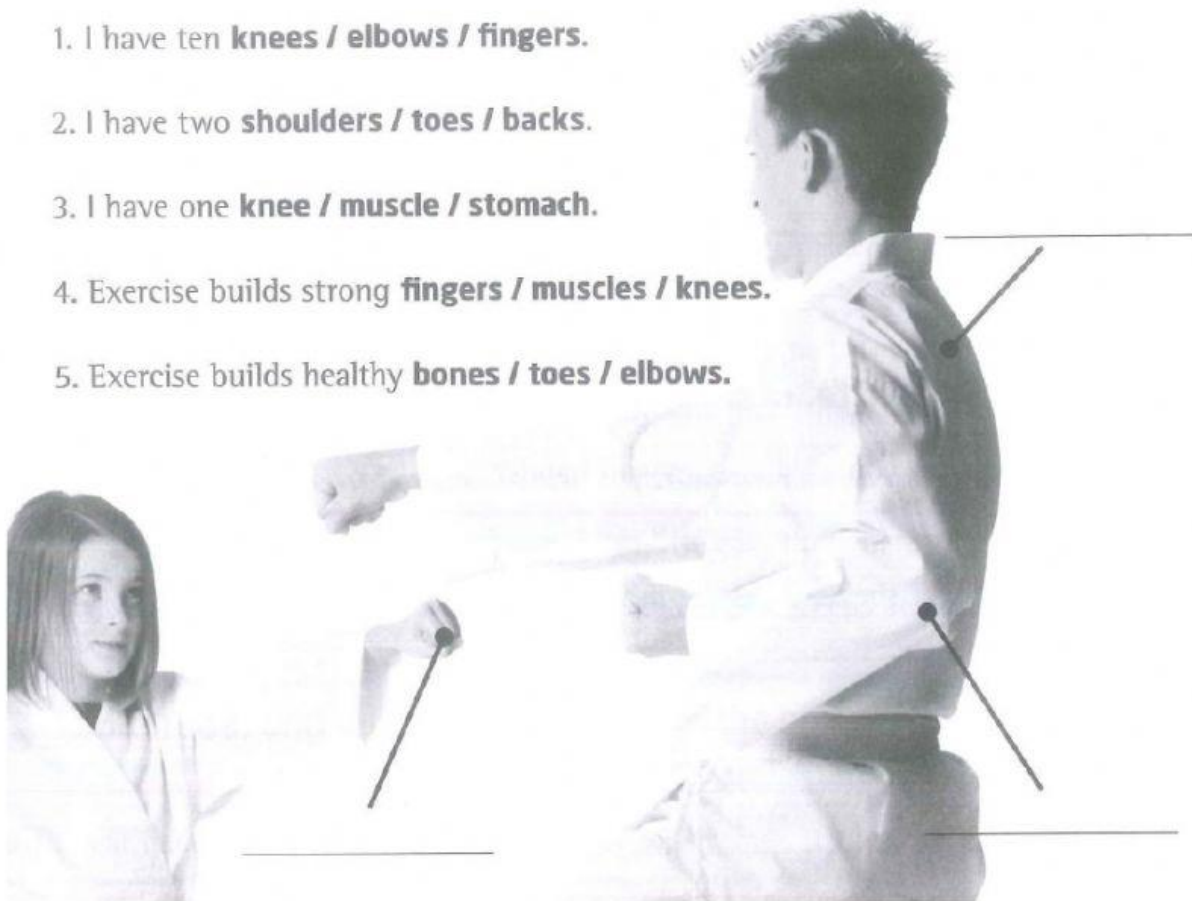 1. I have ten knees / elbows / fingers.
2. I have two shoulders / toes / backs.
3. I have one knee / muscle / stomach.
4. Exercise builds strong fingers / muscles / knees.
5. Exercise builds healthy bones / toes / elbows.